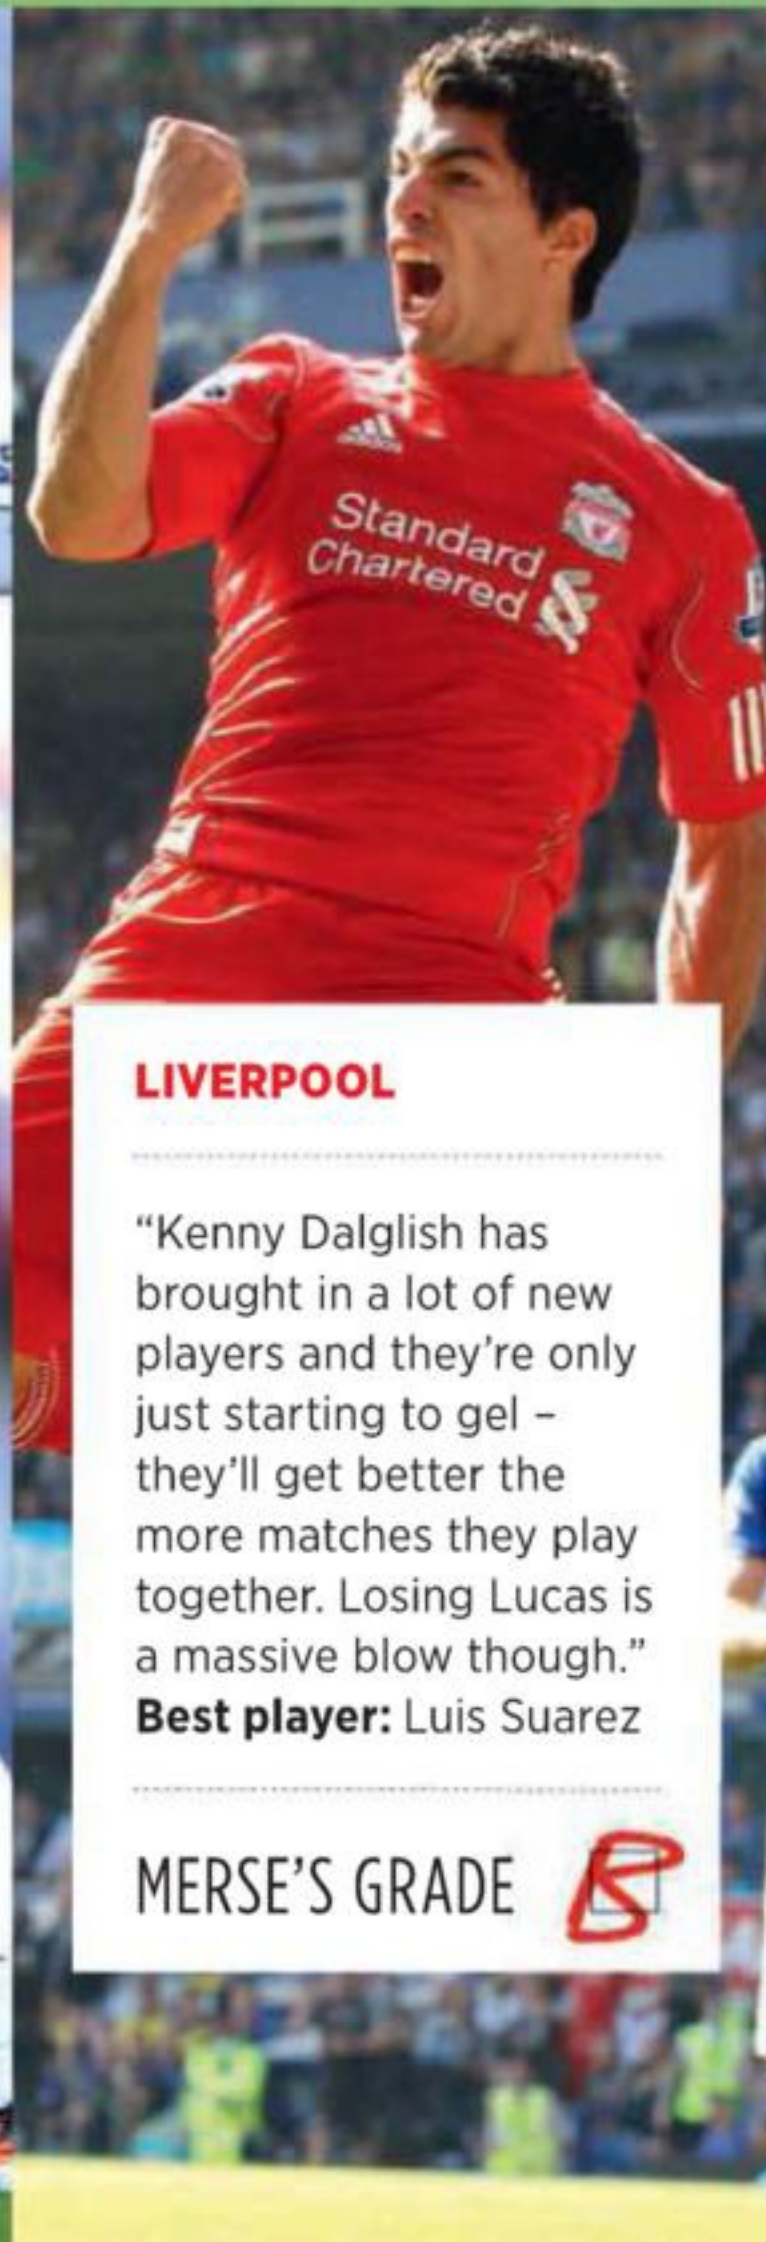 Standard
Chartered
LIVERPOOL
“Kenny Dalglish has
brought in a lot of new
players and they’re only
just starting to gel –
they’ll get better the
more matches they play
together. Losing Lucas is
a massive blow though.”
Best player: Luis Suarez
MERSE’S GRADE B